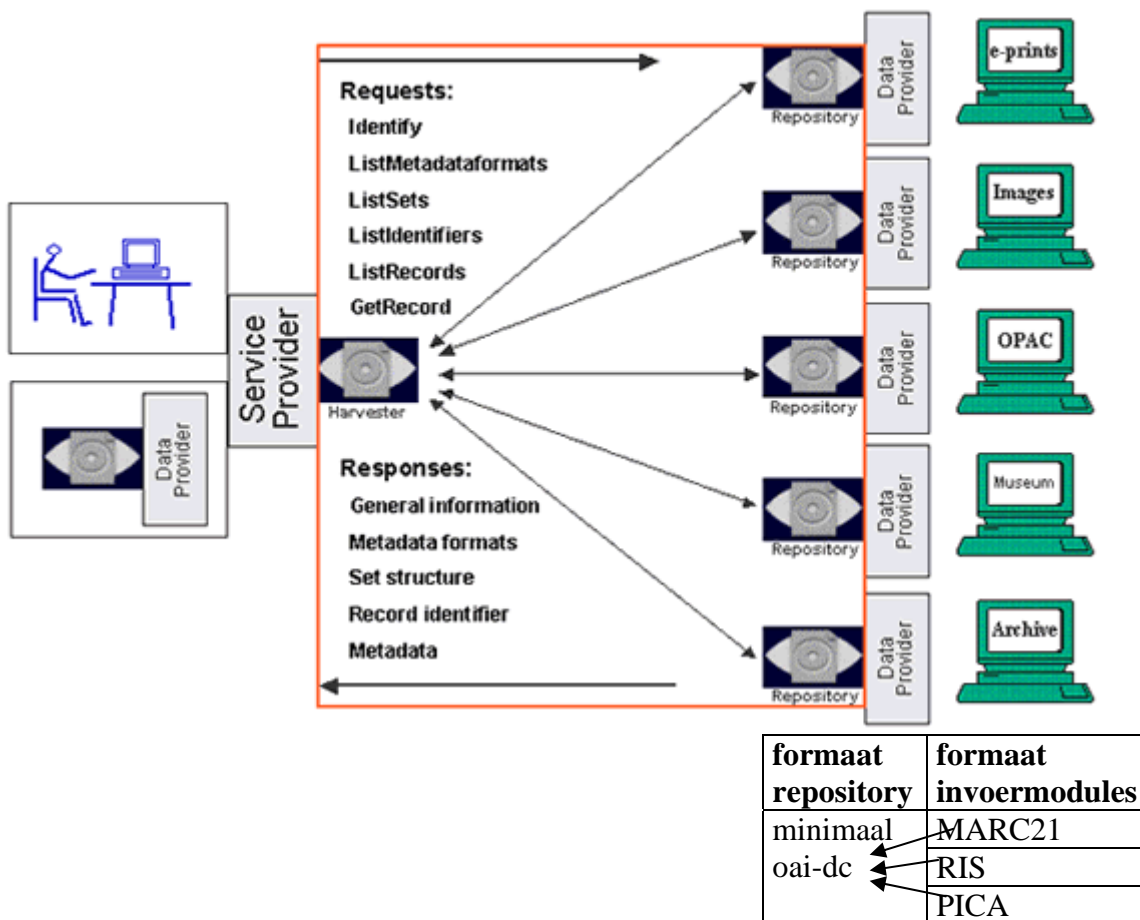 Requests:
Identify
ListMetadataformats
ListSets
ListIdentifiers
ListRecords
GetRecord
Service
Provider
Harvester
Data
Provider
Responses:
General information
Metadata formats
Set structure
Record identifier
Metadata
Repository
Data
Provider
e-prints
Repository
Data
Provider
Images
Repository
Data
Provider
OPAC
Repository
Data
Provider
Museum
Repository
Data
Provider
Archive
formaat
repository
formaat
invoermodules
minimaal
oai-dc
MARC21
RIS
PICA